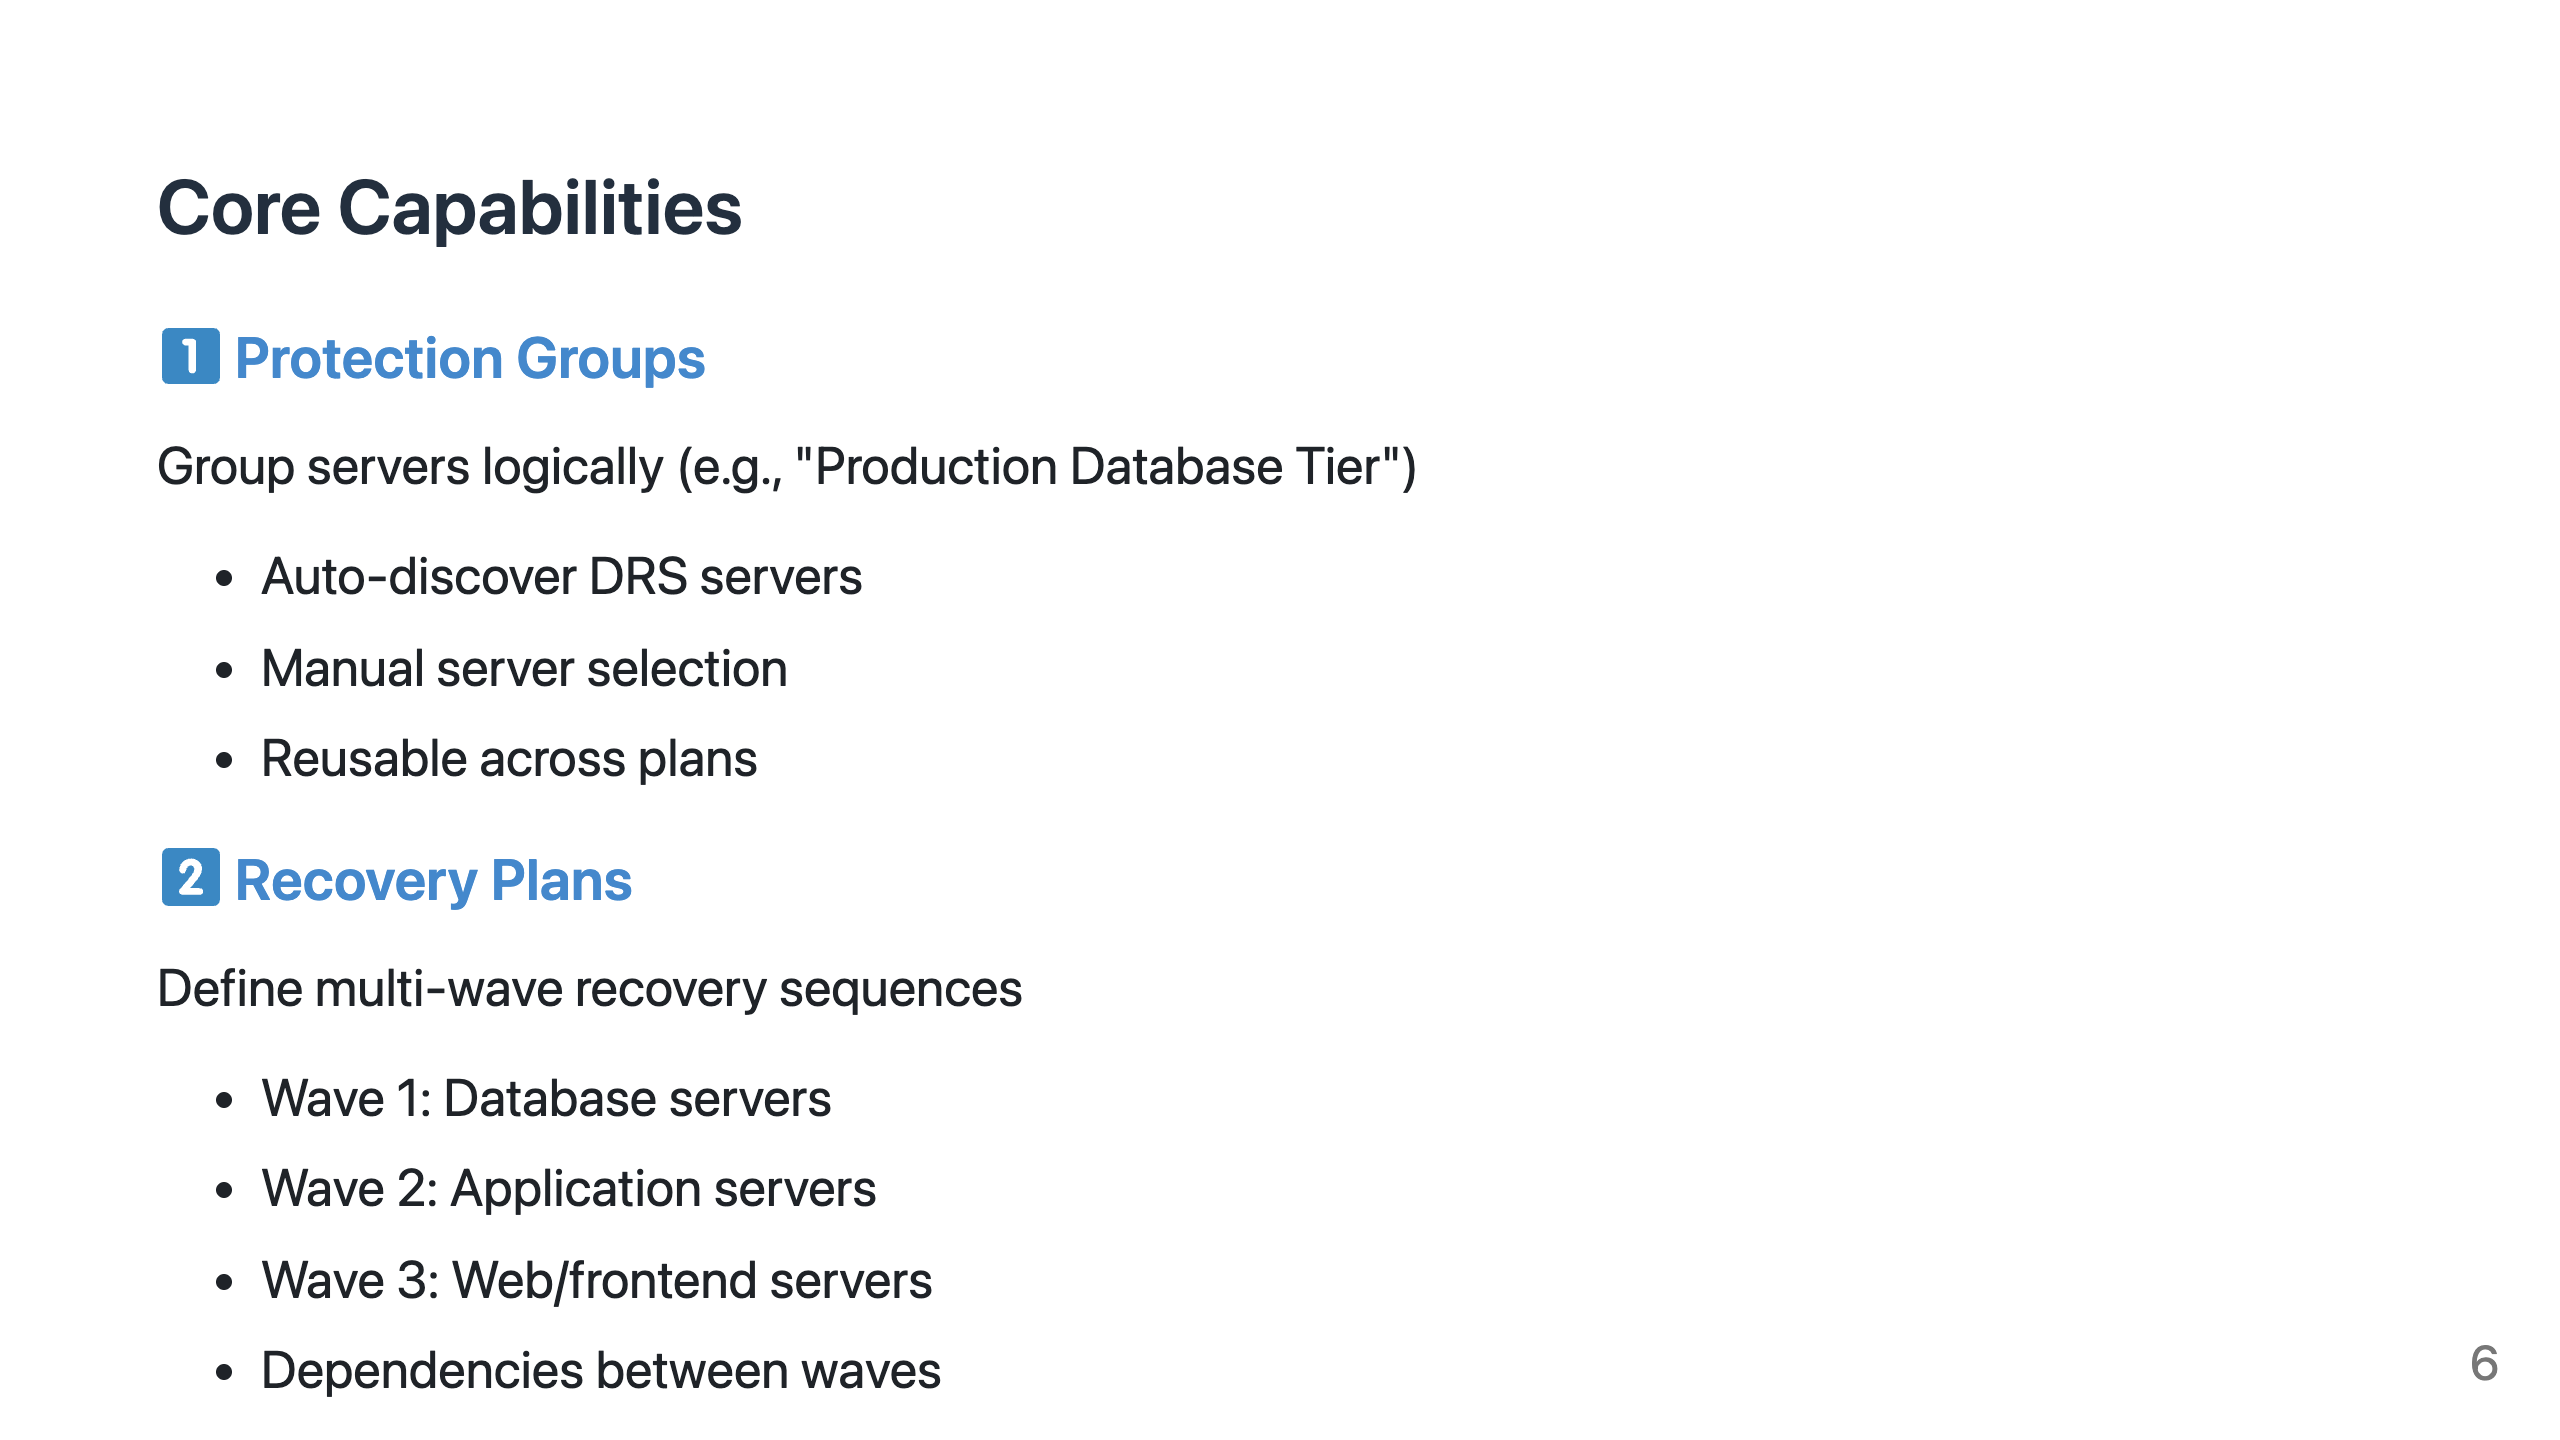 Core Capabilities
1️⃣ Protection Groups
Group servers logically (e.g., "Production Database Tier")
• Auto-discover DRS servers
• Manual server selection
• Reusable across plans
2️⃣ Recovery Plans
Define multi-wave recovery sequences
• Wave 1: Database servers
• Wave 2: Application servers
• Wave 3: Web/frontend servers
• Dependencies between waves
6